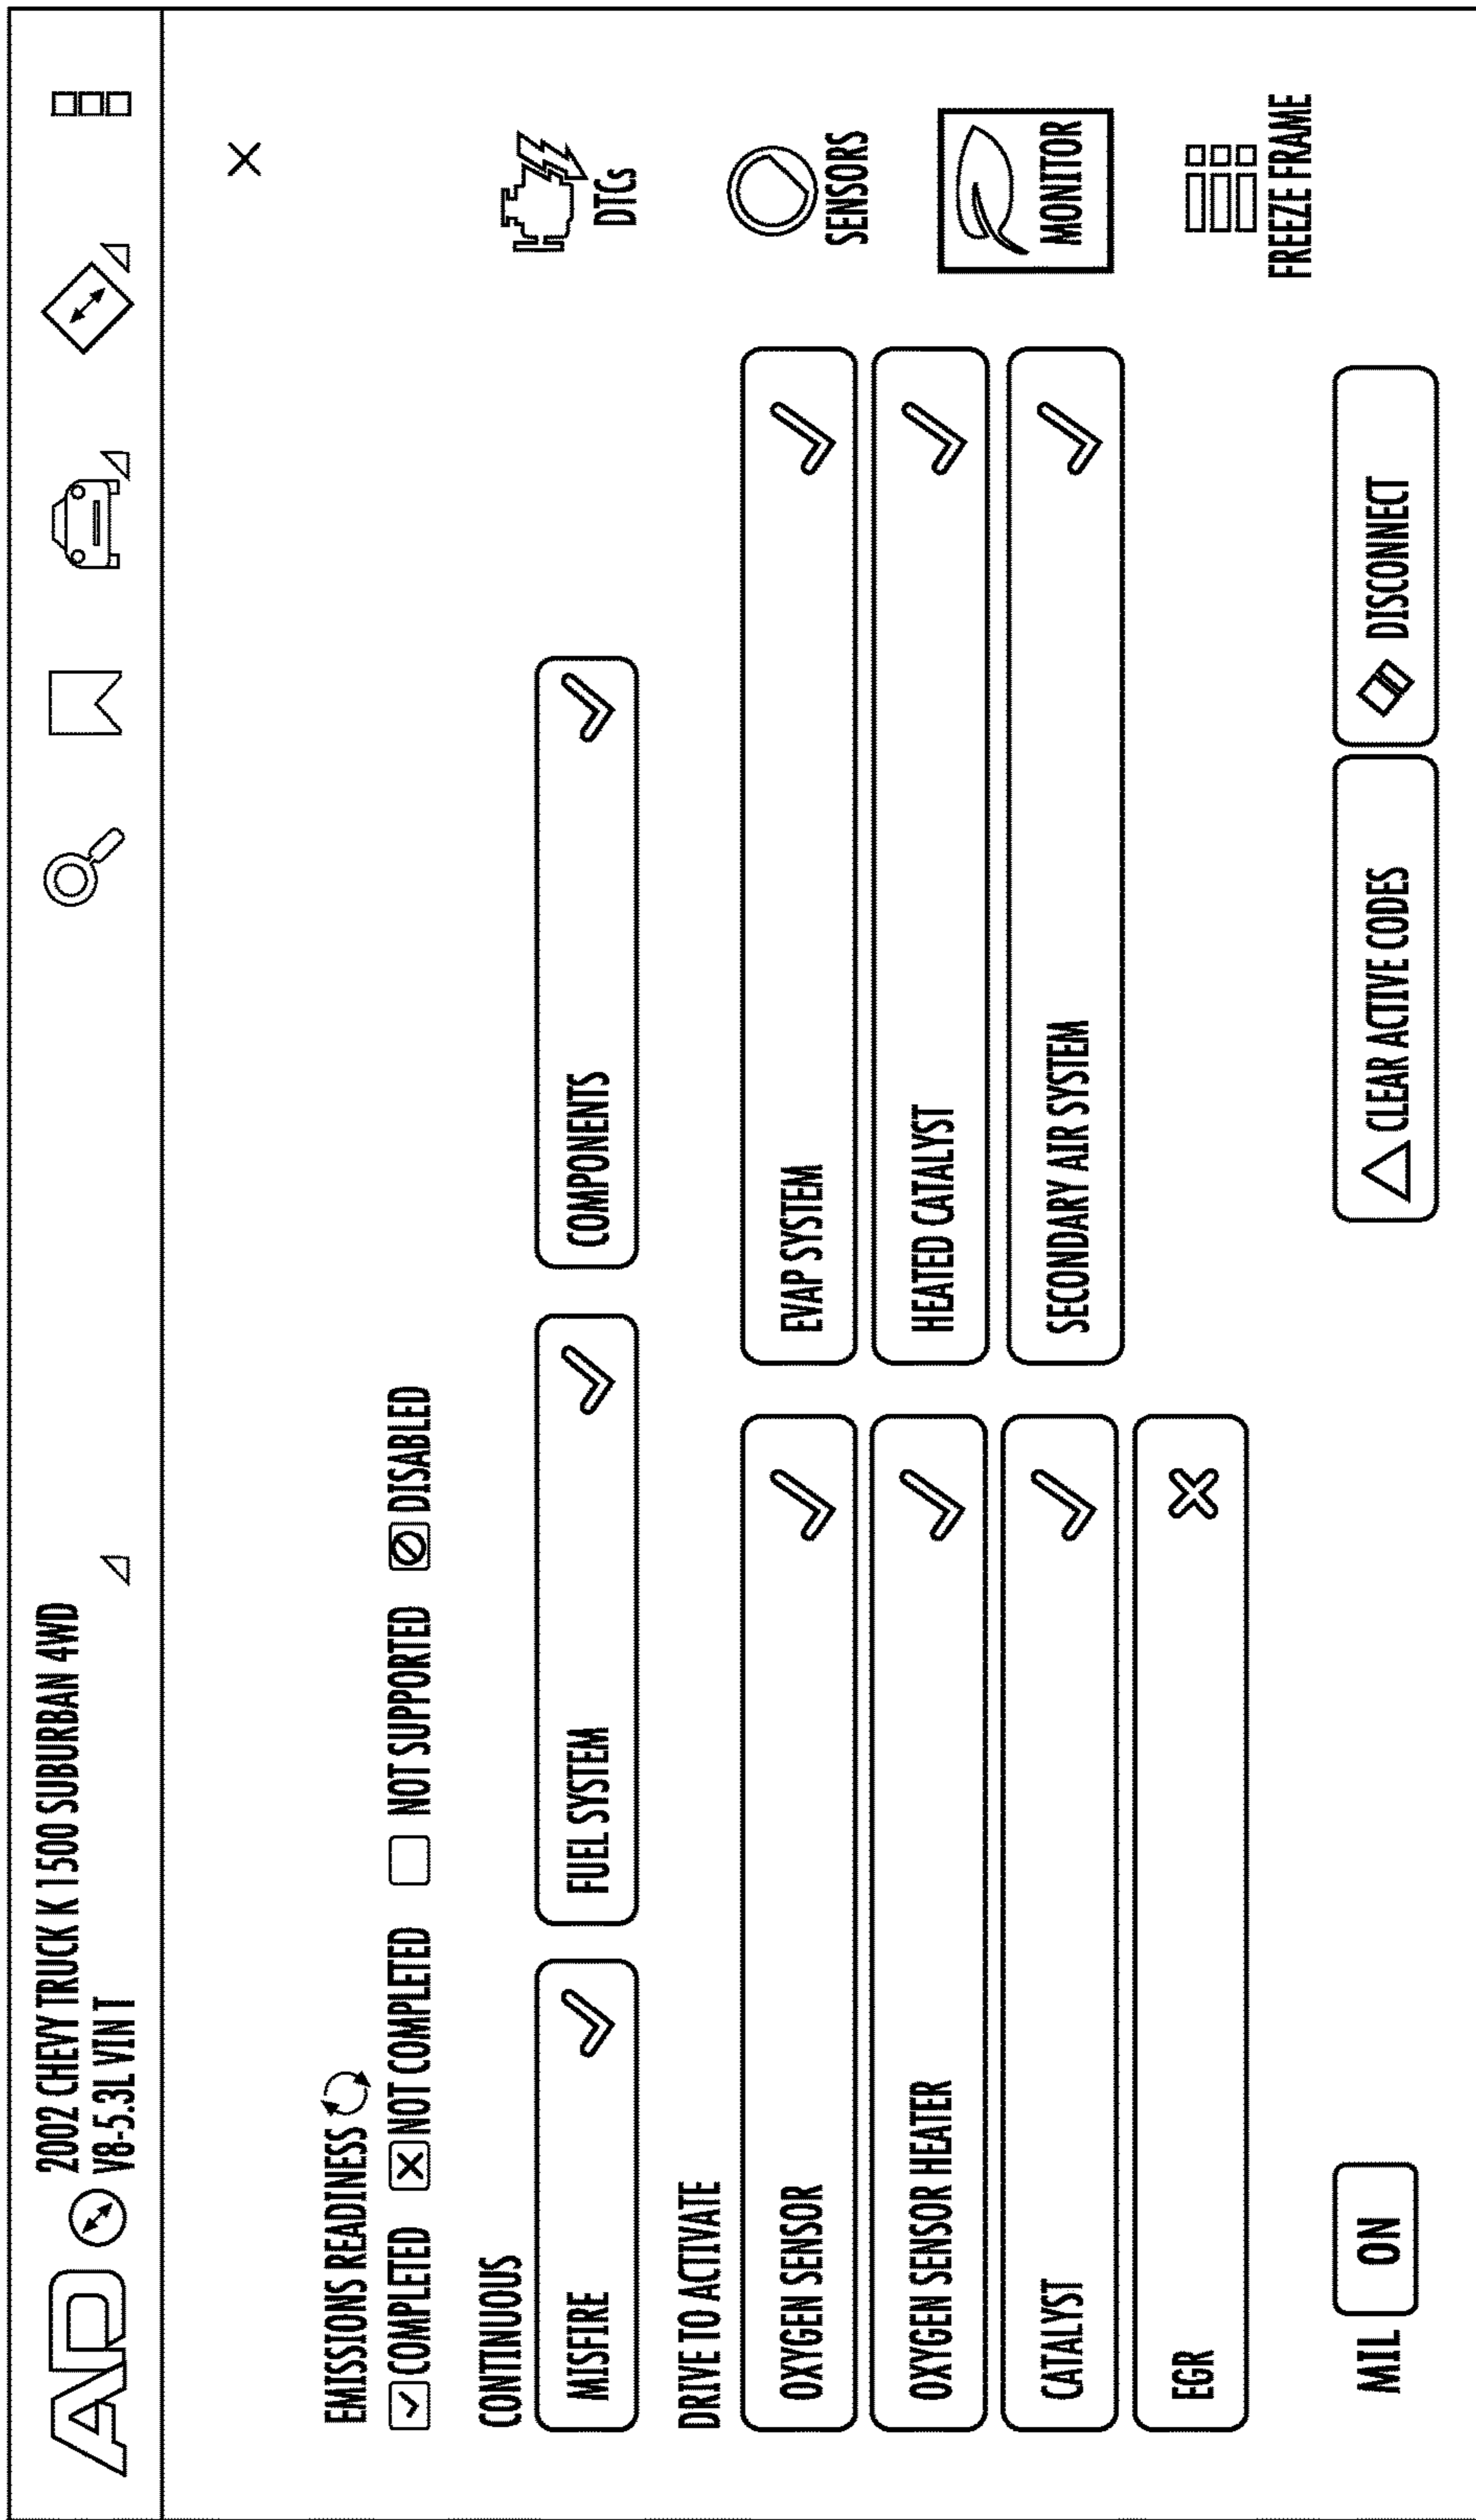 AD
2002 CHEVY TRUCK K 1500 SUBURBAN 4WD
V8-5.3L VIN T
EMISSIONS READINESS
COMPLETED NOT COMPLETED NOT SUPPORTED DISABLED
CONTINUOUS
MISFIRE FUEL SYSTEM COMPONENTS
DTCs
DRIVE TO ACTIVATE
OXYGEN SENSOR EVAP SYSTEM
SENSORS
OXYGEN SENSOR HEATER HEATED CATALYST
CATALYST SECONDARY AIR SYSTEM
MONITOR
EGR
FREEZE FRAME
MIL ON CLEAR ACTIVE CODES DISCONNECT